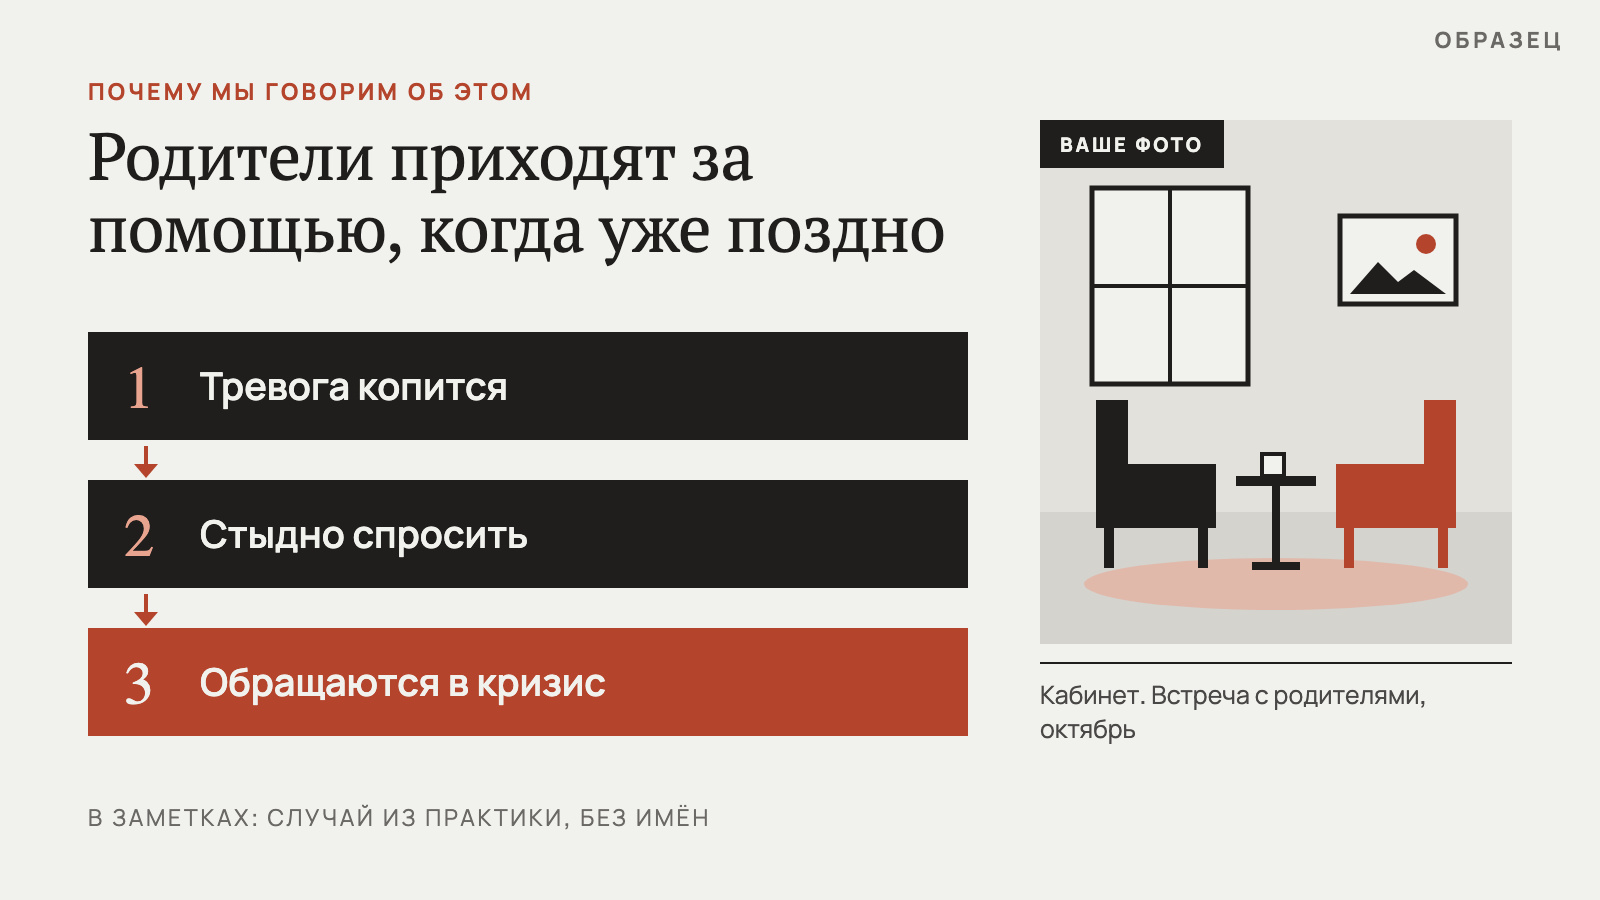 ОБРАЗЕЦ
ПОЧЕМУ МЫ ГОВОРИМ ОБ ЭТОМ
Родители приходят за
помощью, когда уже поздно
1 Тревога копится
2 Стыдно спросить
3 Обращаются в кризис
В ЗАМЕТКАХ: СЛУЧАЙ ИЗ ПРАКТИКИ, БЕЗ ИМЁН
ВАШЕ ФОТО
Кабинет. Встреча с родителями,
октябрь